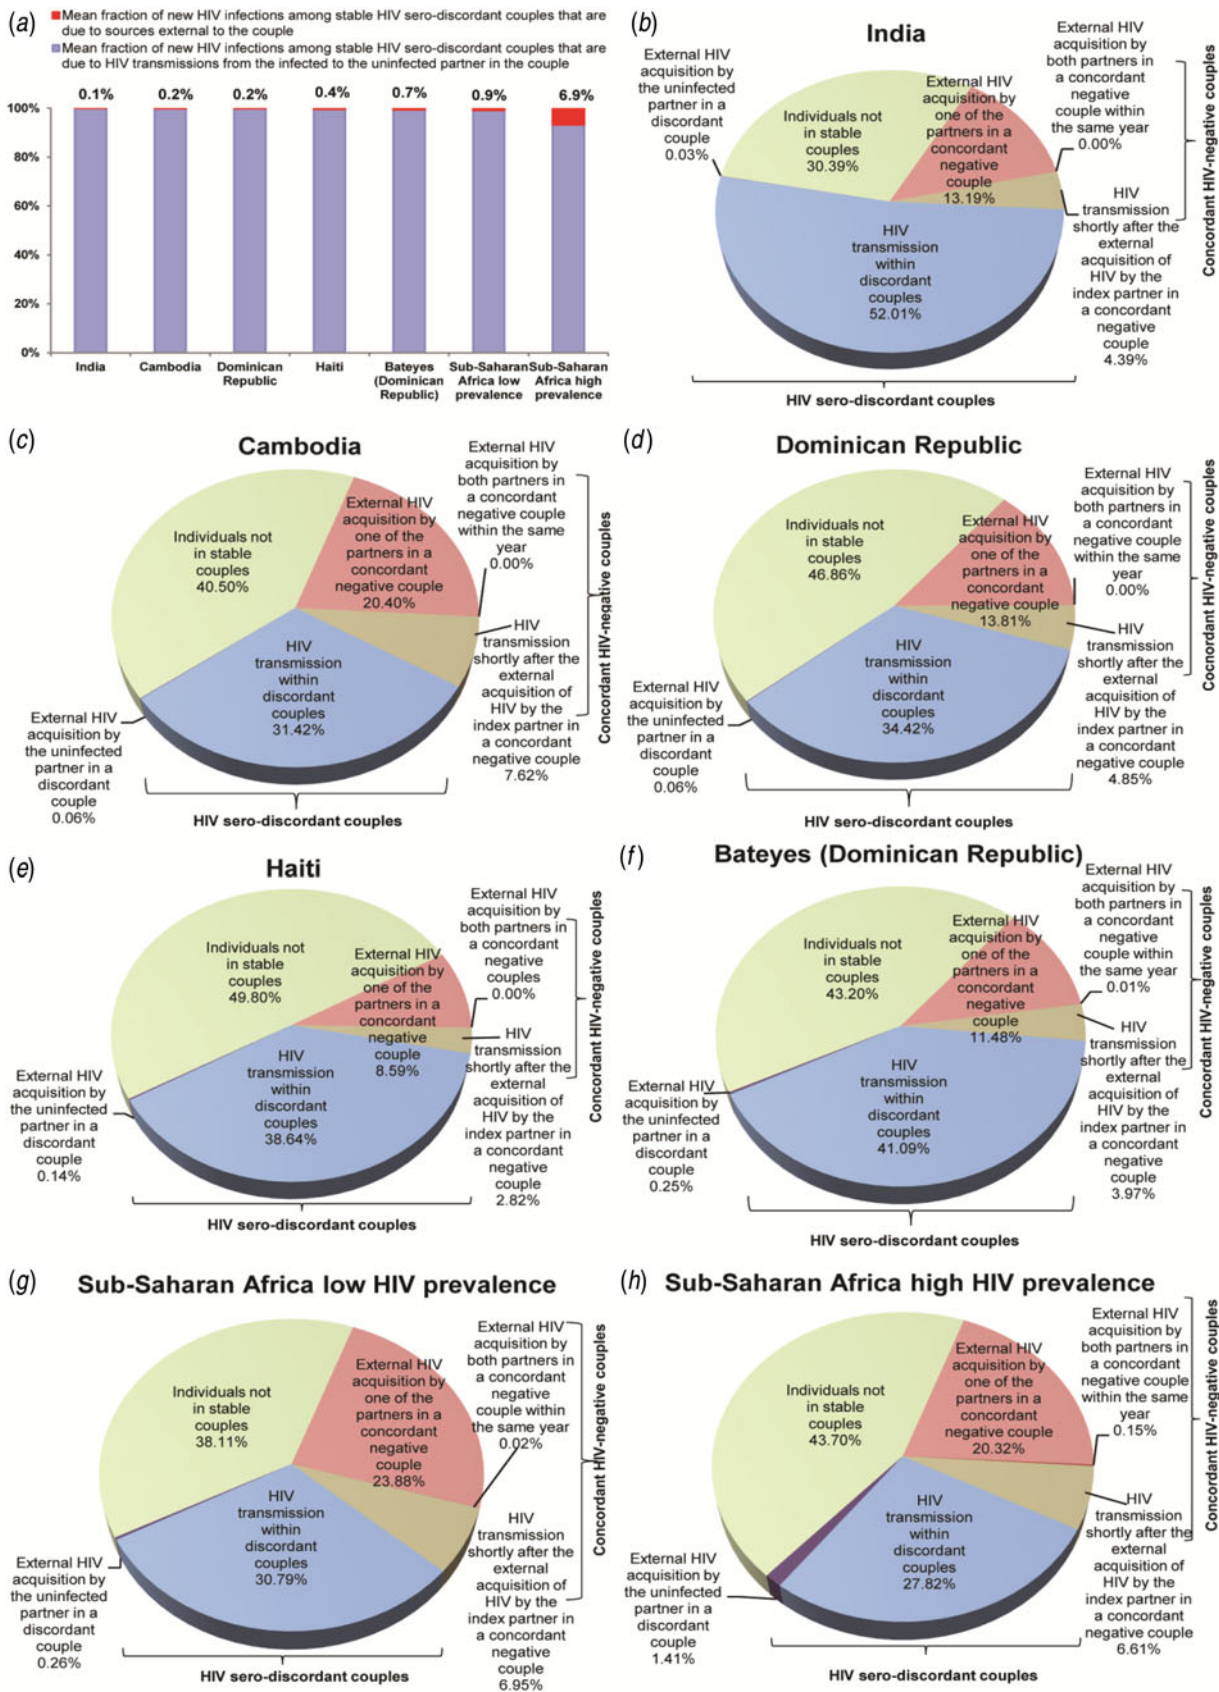 (a)
Mean fraction of new HIV infections among stable HIV sero-discordant couples that are
due to sources external to the couple
Mean fraction of new HIV infections among stable HIV sero-discordant couples that are
due to HIV transmissions from the infected to the uninfected partner in the couple
0.1%
0.2%
0.2%
0.4%
0.7%
0.9%
6.9%
100%
80%
60%
40%
20%
0%
India
Cambodia
Dominican
Republic
Haiti
Bateyes
(Dominican
Republic)
Sub-Saharan
Africa low
prevalence
Sub-Saharan
Africa high
prevalence
(b)
India
External HIV
acquisition by
the uninfected
partner in a
discordant
couple
0.03%
Individuals not
in stable
couples
30.39%
External HIV
acquisition by
one of the
partners in a
concordant
negative
couple
13.19%
External HIV
acquisition by
both partners in
a concordant
negative
couple within
the same year
0.00%
HIV
transmission
shortly after the
external
acquisition of
HIV by the
index partner in
a concordant
negative
couple
4.39%
HIV
transmission
within
discordant
couples
52.01%
Concordant HIV-negative couples
HIV sero-discordant couples
(c)
Cambodia
Individuals not
in stable
couples
40.50%
External HIV
acquisition by
one of the
partners in a
concordant
negative couple
20.40%
External HIV
acquisition by
both partners in
a concordant
negative couple
within the same
year
0.00%
HIV
transmission
shortly after the
external
acquisition of
HIV by the
index partner in
a concordant
negative couple
7.62%
HIV
transmission
within
discordant
couples
31.42%
External HIV
acquisition by
the uninfected
partner in a
discordant
couple
0.06%
Concordant HIV-negative couples
HIV sero-discordant couples
(d)
Dominican Republic
Individuals not
in stable
couples
46.86%
External HIV
acquisition by
one of the
partners in a
concordant
negative couple
13.81%
External HIV
acquisition by
both partners in
a concordant
negative couple
within the same
year
0.00%
HIV
transmission
shortly after the
external
acquisition of
HIV by the
index partner in
a concordant
negative couple
4.85%
HIV
transmission
within
discordant
couples
34.42%
External HIV
acquisition by
the uninfected
partner in a
discordant
couple
0.06%
Cocnordant HIV-negative couples
HIV sero-discordant couples
(e)
Haiti
Individuals not
in stable
couples
49.80%
External HIV
acquisition by
one of the
partners in a
concordant
negative
couple
8.59%
External HIV
acquisition by
both partners in
a concordant
negative
couples
0.00%
HIV
transmission
shortly after the
external
acquisition of
HIV by the
index partner in
a concordant
negative
couple
2.82%
HIV
transmission
within
discordant
couples
38.64%
External HIV
acquisition by
the uninfected
partner in a
discordant
couple
0.14%
Concordant HIV-negative couples
HIV sero-discordant couples
(f)
Bateyes (Dominican Republic)
Individuals not
in stable
couples
43.20%
External HIV
acquisition by
one of the
partners in a
concordant
negative
couple
11.48%
External HIV
acquisition by
both partners in
a concordant
negative
couple within
the same year
0.01%
HIV
transmission
shortly after the
external
acquisition of
HIV by the
index partner in
a concordant
negative
couple
3.97%
HIV
transmission
within
discordant
couples
41.09%
External HIV
acquisition by
the uninfected
partner in a
discordant
couple
0.25%
Concordant HIV-negative couples
HIV sero-discordant couples
(g)
Sub-Saharan Africa low HIV prevalence
Individuals not
in stable
couples
38.11%
External HIV
acquisition by
one of the
partners in a
concordant
negative
couple
23.88%
External HIV
acquisition by
both partners in
a concordant
negative
couple within
the same year
0.02%
HIV
transmission
shortly after the
external
acquisition of
HIV by the
index partner in
a concordant
negative
couple
6.95%
HIV
transmission
within
discordant
couples
30.79%
External HIV
acquisition by
the uninfected
partner in a
discordant
couple
0.26%
Concordant HIV-negative couples
HIV sero-discordant couples
(h)
Sub-Saharan Africa high HIV prevalence
Individuals not
in stable
couples
43.70%
External HIV
acquisition by
one of the
partners in a
concordant
negative couple
20.32%
External HIV
acquisition by
both partners in
a concordant
negative couple
within the same
year
0.15%
HIV
transmission
shortly after the
external
acquisition of
HIV by the
index partner in
a concordant
negative couple
6.61%
HIV
transmission
within
discordant
couples
27.82%
External HIV
acquisition by
the uninfected
partner in a
discordant
couple
1.41%
Concordant HIV-negative couples
HIV sero-discordant couples